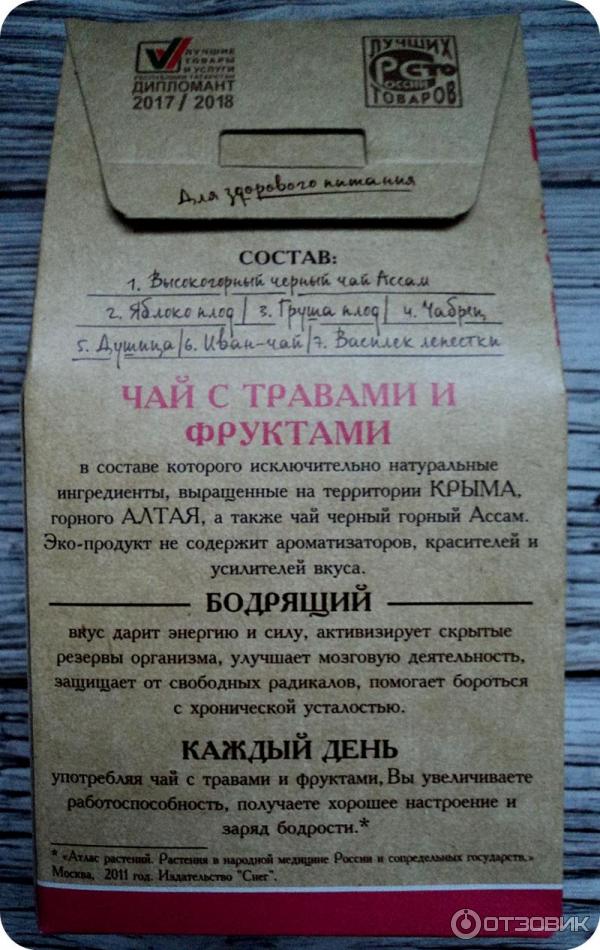 ЛУЧШИЕ
ТОВАРЫ
И УСЛУГИ
РЕСПУБЛИКИ ТАТАРСТАН
ДИПЛОМАНТ
2017 / 2018
ЛУЧШИХ
РСТ
РОССИИ
ТОВАРОВ
Для здорового питания
СОСТАВ:
1. Высокогорный черный чай Ассам
2. Яблоко плод/ 3. Груша плод/ 4. Чабрец
5. Душица/6. Иван-чай/7. Василек лепестки
ЧАЙ С ТРАВАМИ И
ФРУКТАМИ
в составе которого исключительно натуральные
ингредиенты, выращенные на территории КРЫМА,
горного АЛТАЯ, а также чай черный горный Ассам.
Эко-продукт не содержит ароматизаторов, красителей и
усилителей вкуса.
БОДРЯЩИЙ
вкус дарит энергию и силу, активизирует скрытые
резервы организма, улучшает мозговую деятельность,
защищает от свободных радикалов, помогает бороться
с хронической усталостью.
КАЖДЫЙ ДЕНЬ
употребляя чай с травами и фруктами, Вы увеличиваете
работоспособность, получаете хорошее настроение и
заряд бодрости.*
* «Атлас растений. Растения в народной медицине России и сопредельных государств.»
Москва, 2011 год. Издательство "Снег".
ОТЗОВИК